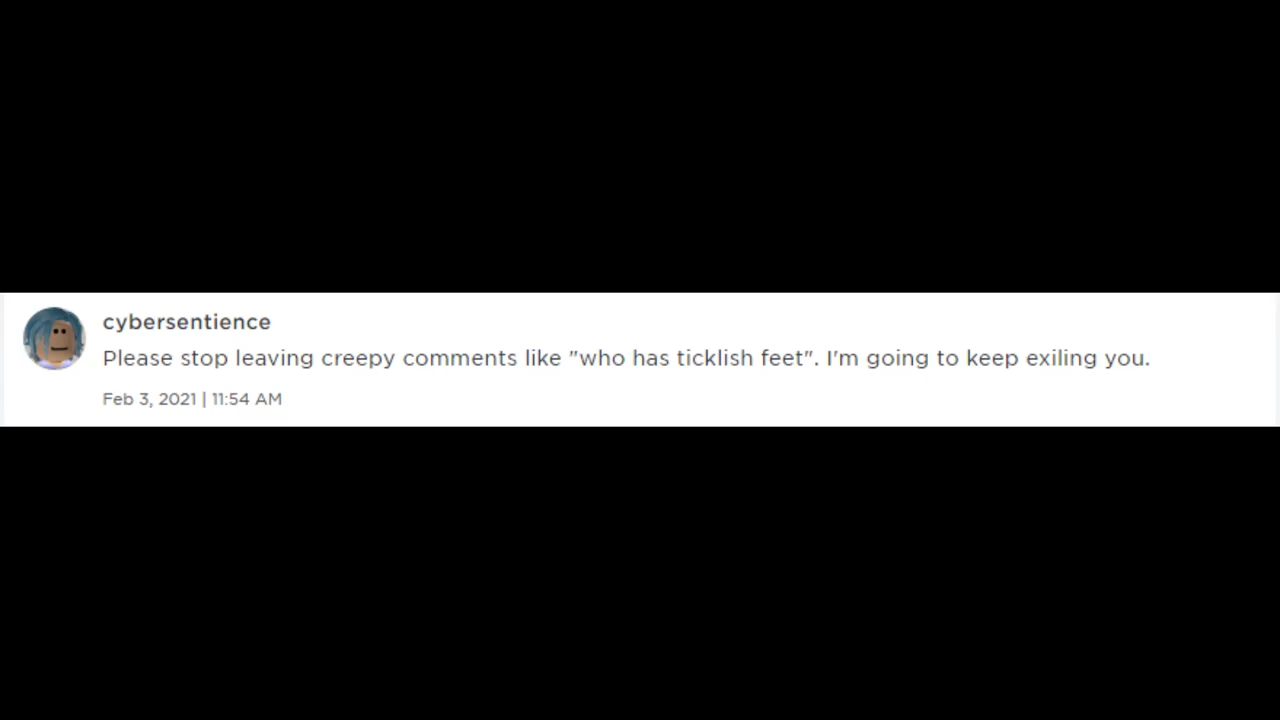 cybersentience
Please stop leaving creepy comments like "who has ticklish feet". I'm going to keep exiling you.
Feb 3, 2021 | 11:54 AM